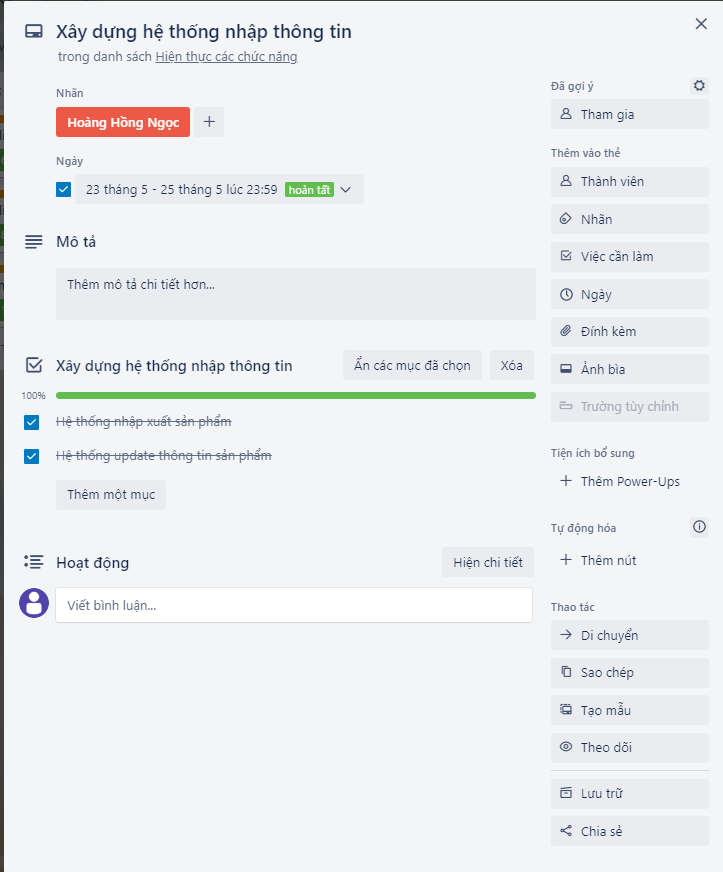 Xây dựng hệ thống nhập thông tin
trong danh sách Hiện thực các chức năng
Nhãn
Hoàng Hồng Ngọc
Ngày
23 tháng 5 - 25 tháng 5 lúc 23:59 hoàn tất
Mô tả
Thêm mô tả chi tiết hơn...
Xây dựng hệ thống nhập thông tin
Ẩn các mục đã chọn
Xóa
100%
Hệ thống nhập xuất sản phẩm
Hệ thống update thông tin sản phẩm
Thêm một mục
Hoạt động
Hiện chi tiết
Viết bình luận...
Đã gợi ý
Tham gia
Thêm vào thẻ
Thành viên
Nhãn
Việc cần làm
Ngày
Đính kèm
Ảnh bìa
Trường tùy chỉnh
Tiện ích bổ sung
Thêm Power-Ups
Tự động hóa
Thêm nút
Thao tác
Di chuyển
Sao chép
Tạo mẫu
Theo dõi
Lưu trữ
Chia sẻ